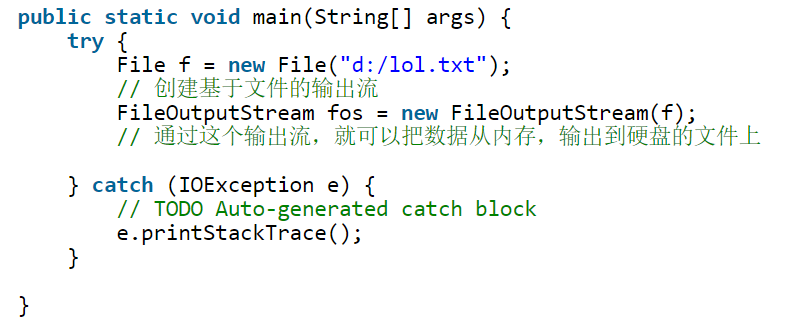 public static void main(String[] args) {
    try {
        File f = new File("d:/lol.txt");
        // 创建基于文件的输出流
        FileOutputStream fos = new FileOutputStream(f);
        // 通过这个输出流，就可以把数据从内存，输出到硬盘的文件上
    } catch (IOException e) {
        // TODO Auto-generated catch block
        e.printStackTrace();
    }
}